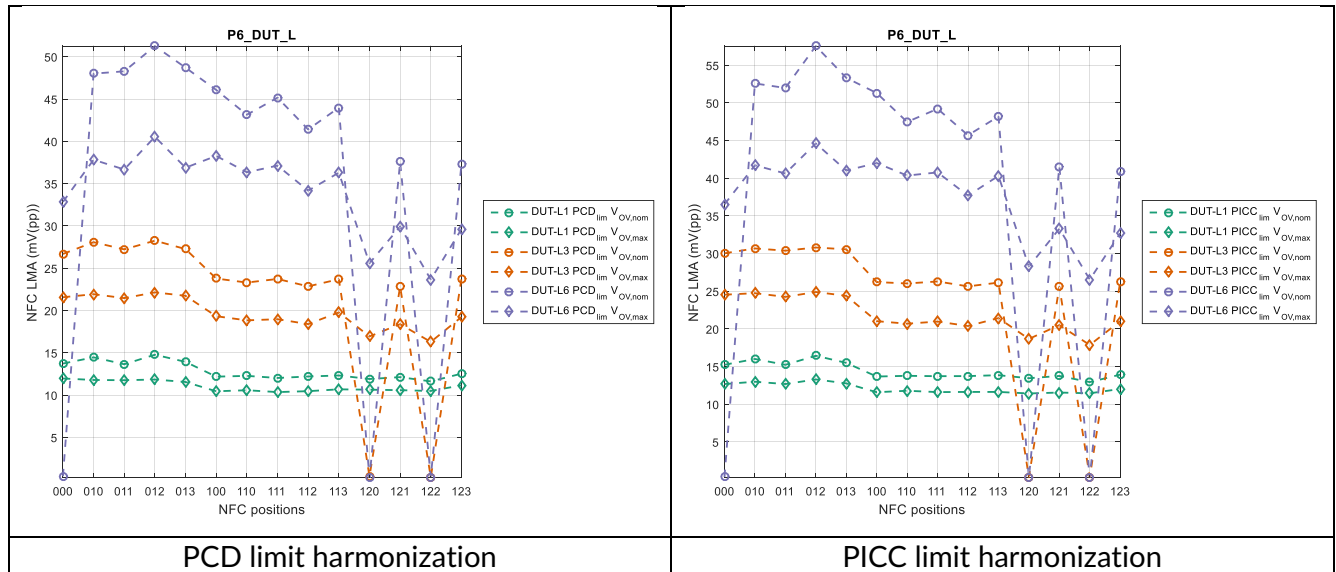 P6_DUT_L
NFC LMA (mV(pp))
50
45
40
35
30
25
20
15
10
5
000 010 011 012 013 100 110 111 112 113 120 121 122 123
NFC positions
DUT-L1 PCDlim VOV,nom
DUT-L1 PCDlim VOV,max
DUT-L3 PCDlim VOV,nom
DUT-L3 PCDlim VOV,max
DUT-L6 PCDlim VOV,nom
DUT-L6 PCDlim VOV,max
PCD limit harmonization
P6_DUT_L
NFC LMA (mV(pp))
55
50
45
40
35
30
25
20
15
10
5
000 010 011 012 013 100 110 111 112 113 120 121 122 123
NFC positions
DUT-L1 PICClim VOV,nom
DUT-L1 PICClim VOV,max
DUT-L3 PICClim VOV,nom
DUT-L3 PICClim VOV,max
DUT-L6 PICClim VOV,nom
DUT-L6 PICClim VOV,max
PICC limit harmonization